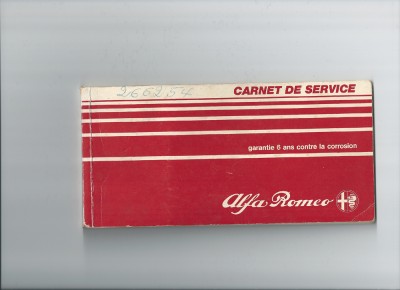 266254
CARNET DE SERVICE
garantie 6 ans contre la corrosion
Alfa Romeo